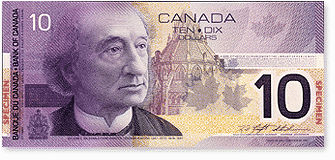 10
CANADA
TEN·DIX
DOLLARS
BANQUE DU CANADA·BANK OF CANADA
SPECIMEN
10
SPECIMEN